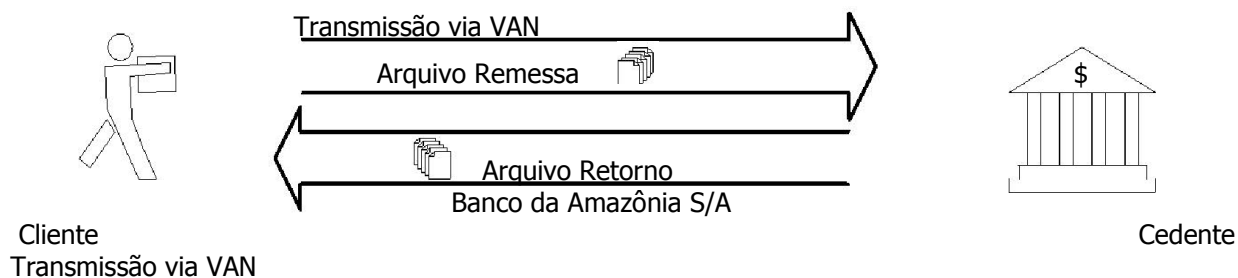 Transmissão via VAN
Arquivo Remessa
$
Arquivo Retorno
Banco da Amazônia S/A
Cliente
Cedente
Transmissão via VAN